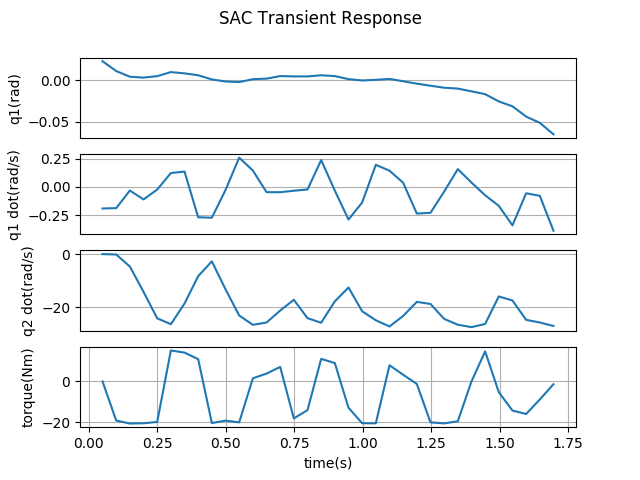 SAC Transient Response
q1(rad)
0.00
−0.05
q1 dot(rad/s)
0.25
0.00
−0.25
q2 dot(rad/s)
0
−20
torque(Nm)
0
−20
0.00 0.25 0.50 0.75 1.00 1.25 1.50 1.75
time(s)